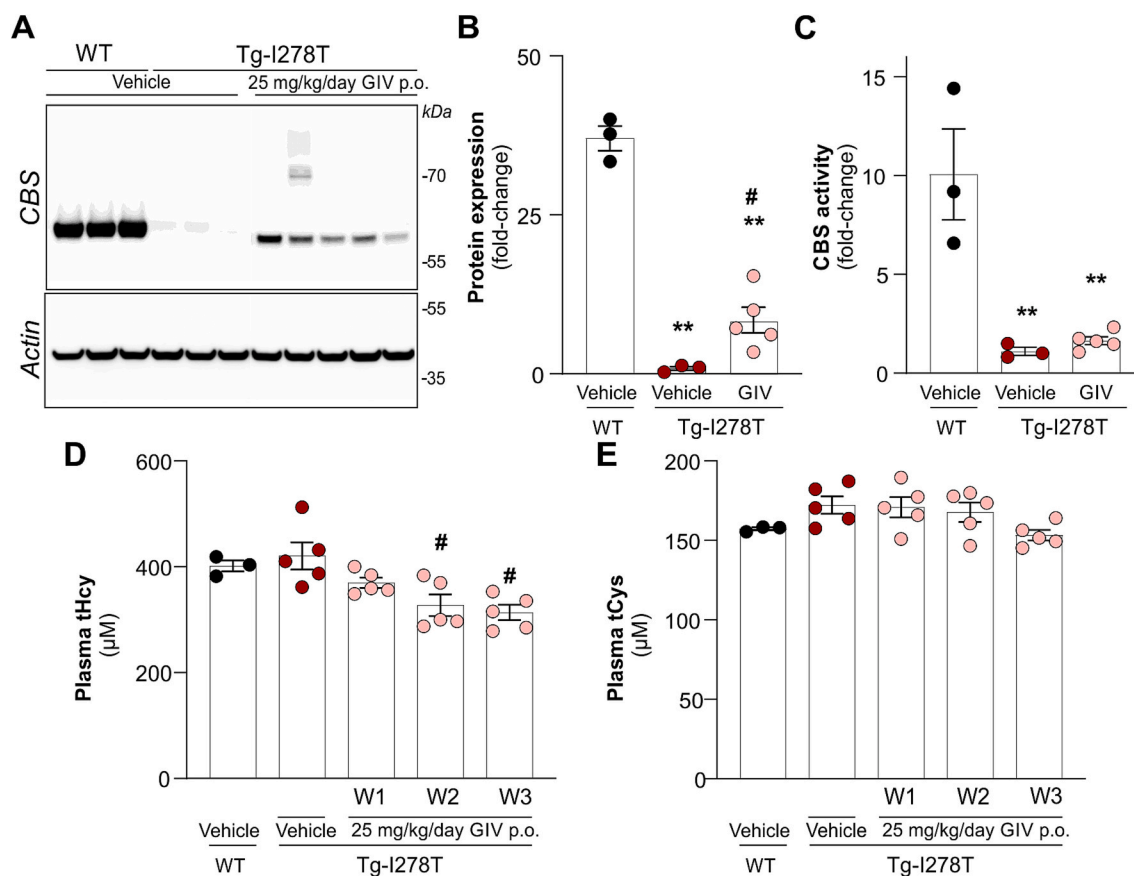 A
WT
Tg-I278T
Vehicle
25 mg/kg/day GIV p.o.
kDa
CBS
-70
-55
Actin
-55
-35
B
Protein expression
(fold-change)
50
25
0
**
#
**
Vehicle
Vehicle
GIV
WT
Tg-I278T
C
CBS activity
(fold-change)
15
10
5
0
**
**
Vehicle
Vehicle
GIV
WT
Tg-I278T
D
Plasma tHcy
(µM)
600
400
200
0
#
#
W1
W2
W3
Vehicle
Vehicle
25 mg/kg/day GIV p.o.
WT
Tg-I278T
E
Plasma tCys
(µM)
200
150
100
50
0
W1
W2
W3
Vehicle
Vehicle
25 mg/kg/day GIV p.o.
WT
Tg-I278T